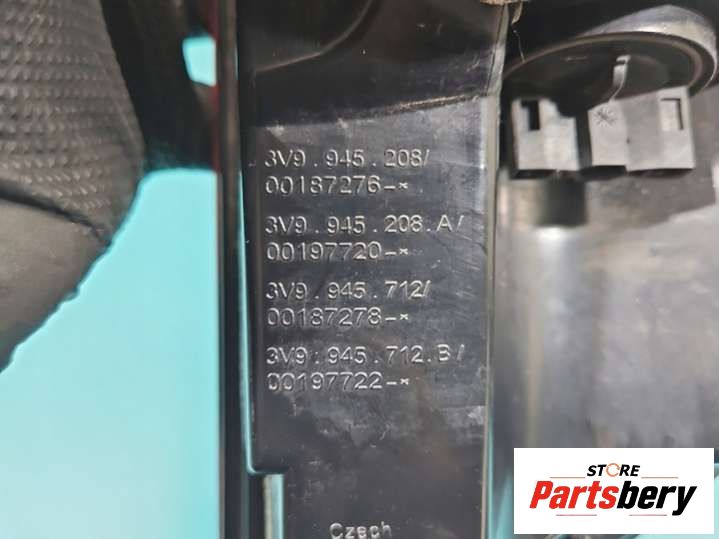 3V9.945.208/
00187276-*
3V9.945.208.A/
00197720-*
3V9.945.712/
00187278-*
3V9.945.712.B/
00197722-*
Czech
STORE
Partsbery